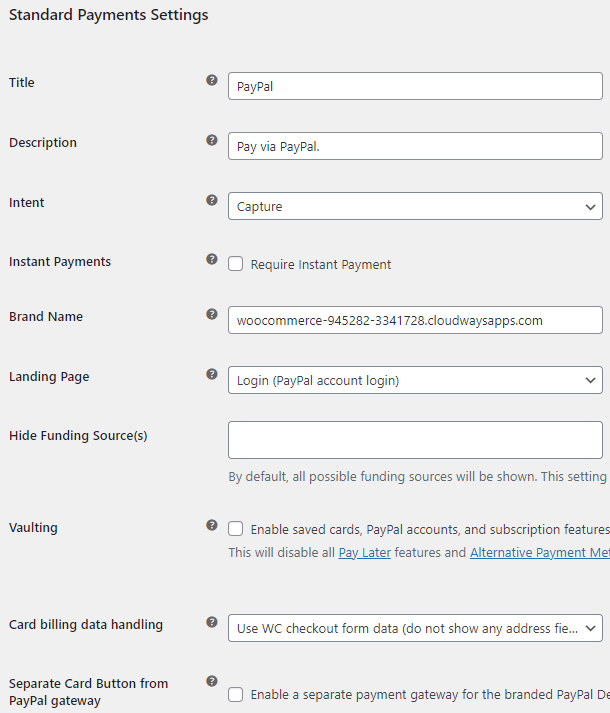 Standard Payments Settings
Title
PayPal
Description
Pay via PayPal.
Intent
Capture
Instant Payments
Require Instant Payment
Brand Name
woocommerce-945282-3341728.cloudwaysapps.com
Landing Page
Login (PayPal account login)
Hide Funding Source(s)
By default, all possible funding sources will be shown. This setting
Vaulting
Enable saved cards, PayPal accounts, and subscription features
This will disable all Pay Later features and Alternative Payment Met
Card billing data handling
Use WC checkout form data (do not show any address fie...
Separate Card Button from
PayPal gateway
Enable a separate payment gateway for the branded PayPal De